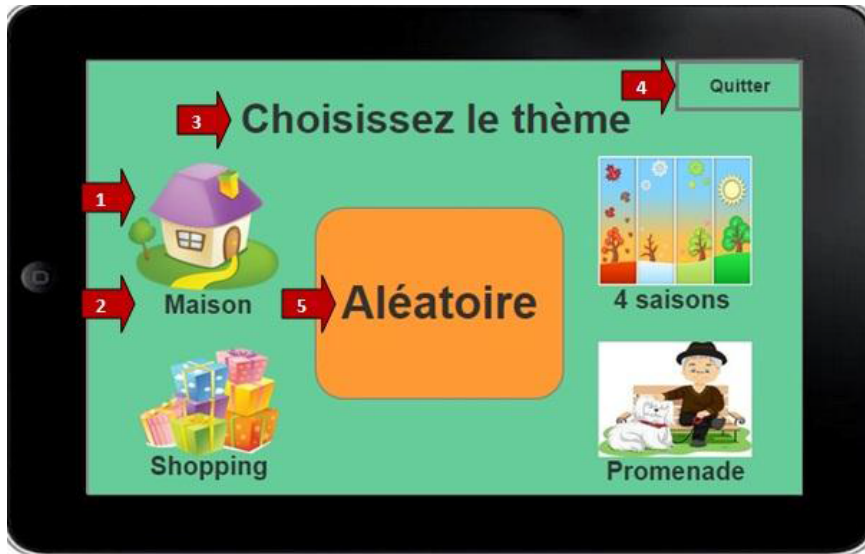 4
Quitter
3
Choisissez le thème
1
2
Maison
5
Aléatoire
4 saisons
Shopping
Promenade